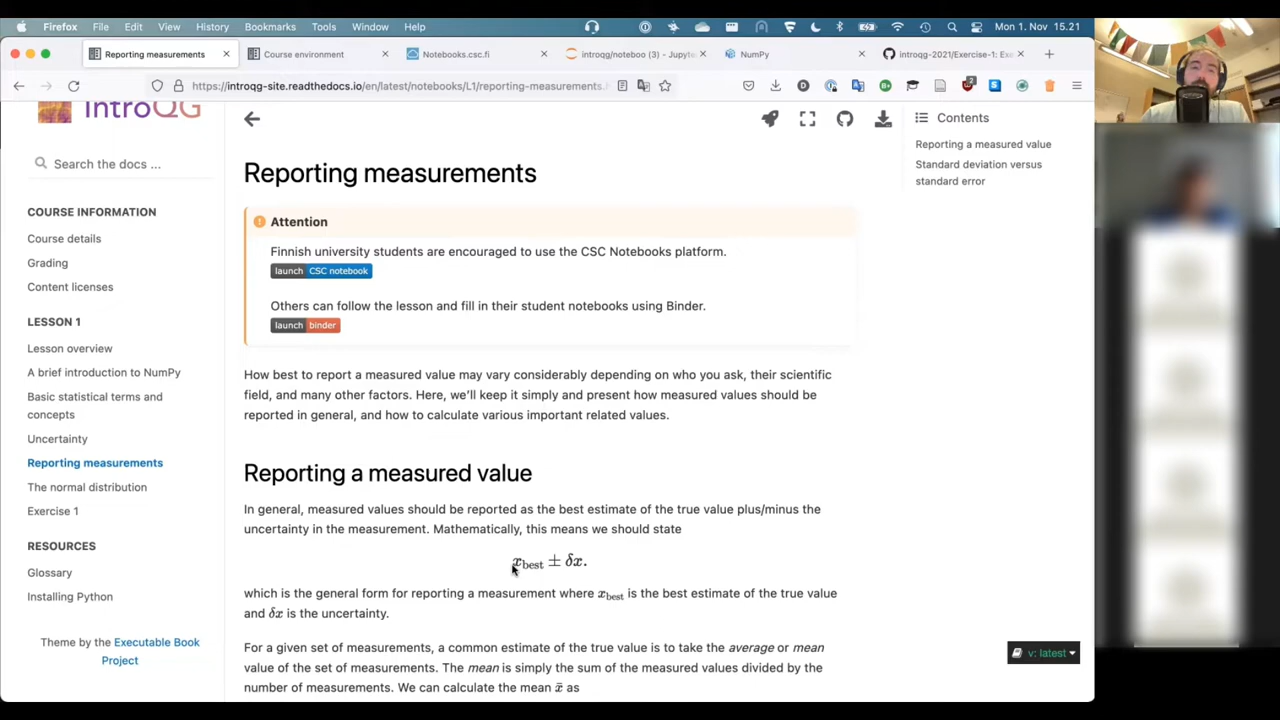 Firefox File Edit View History Bookmarks Tools Window Help Mon 1. Nov 15.21
Reporting measurements Course environment Notebooks.csc.fi introqg/noteboo (3) - Jupyte NumPy introqg-2021/Exercise-1: Exe
https://introqg-site.readthedocs.io/en/latest/notebooks/L1/reporting-measurements.h
IntroQG
Search the docs ...
COURSE INFORMATION
Course details
Grading
Content licenses
LESSON 1
Lesson overview
A brief introduction to NumPy
Basic statistical terms and
concepts
Uncertainty
Reporting measurements
The normal distribution
Exercise 1
RESOURCES
Glossary
Installing Python
Theme by the Executable Book
Project
Reporting measurements
Attention
Finnish university students are encouraged to use the CSC Notebooks platform.
launch CSC notebook
Others can follow the lesson and fill in their student notebooks using Binder.
launch binder
How best to report a measured value may vary considerably depending on who you ask, their scientific
field, and many other factors. Here, we'll keep it simply and present how measured values should be
reported in general, and how to calculate various important related values.
Reporting a measured value
In general, measured values should be reported as the best estimate of the true value plus/minus the
uncertainty in the measurement. Mathematically, this means we should state
x_best ± δx.
which is the general form for reporting a measurement where x_best is the best estimate of the true value
and δx is the uncertainty.
For a given set of measurements, a common estimate of the true value is to take the average or mean
value of the set of measurements. The mean is simply the sum of the measured values divided by the
number of measurements. We can calculate the mean x̄ as
Contents
Reporting a measured value
Standard deviation versus
standard error
v: latest